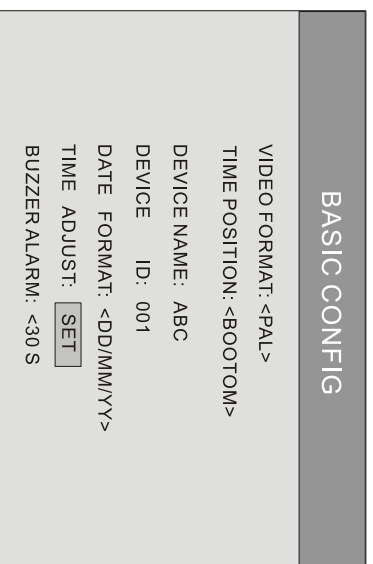 BASIC CONFIG
VIDEO FORMAT: <PAL>
TIME POSITION: <BOOTOM>
DEVICE NAME: ABC
DEVICE ID: 001
DATE FORMAT: <DD/MM/YY>
TIME ADJUST: SET
BUZZER ALARM: <30 S